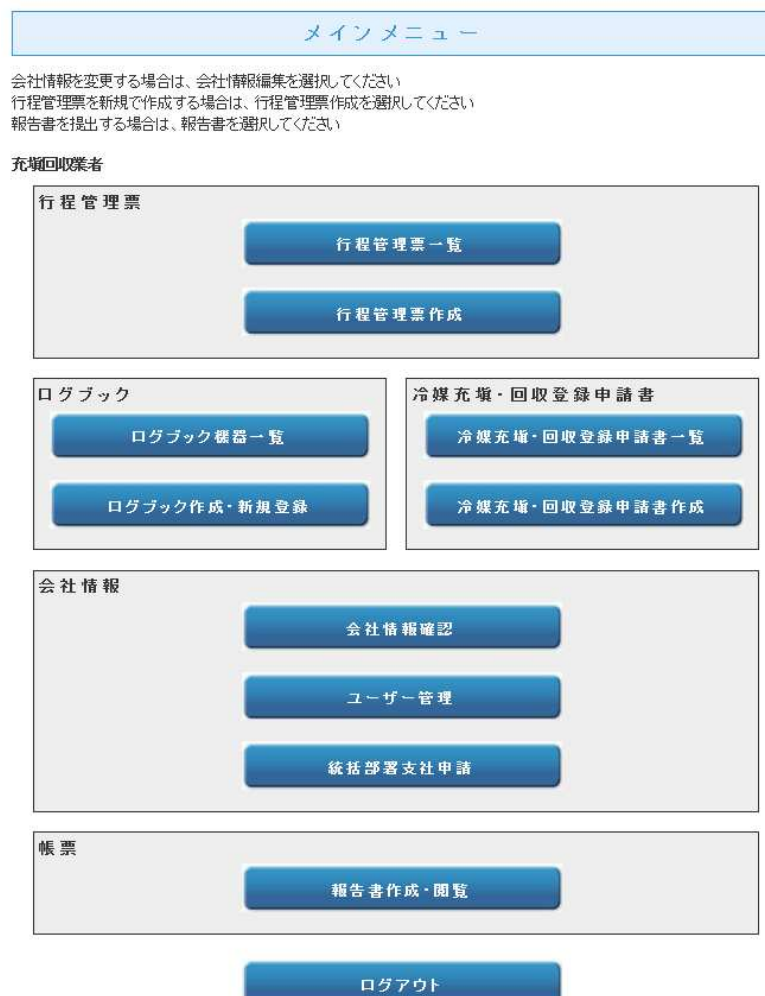 メインメニュー
会社情報を変更する場合は、会社情報編集を選択してください
行程管理票を新規で作成する場合は、行程管理票作成を選択してください
報告書を提出する場合は、報告書を選択してください
充塡回収業者
行程管理票
行程管理票一覧
行程管理票作成
ログブック
ログブック機器一覧
ログブック作成・新規登録
冷媒充塡・回収登録申請書
冷媒充塡・回収登録申請書一覧
冷媒充塡・回収登録申請書作成
会社情報
会社情報確認
ユーザー管理
統括部署支社申請
帳票
報告書作成・閲覧
ログアウト